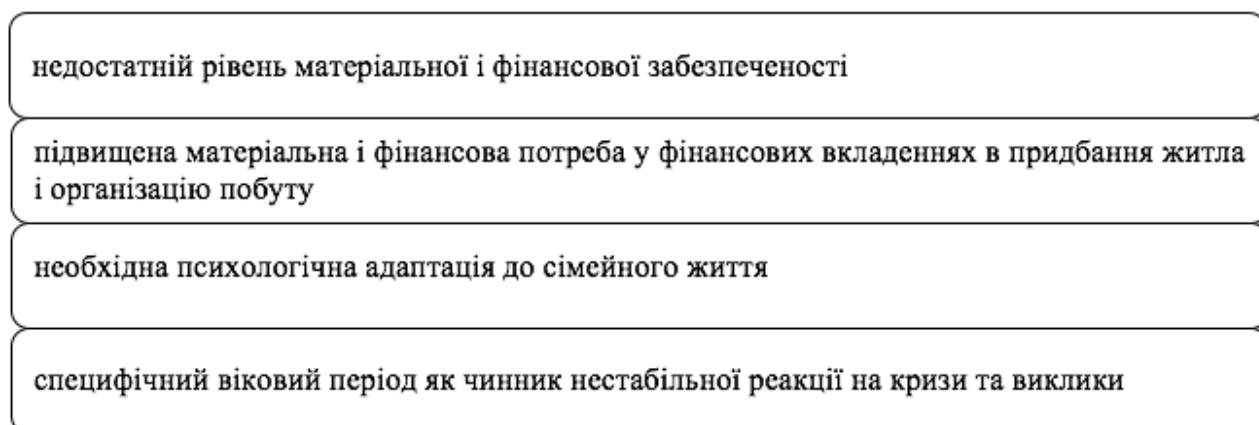 недостатній рівень матеріальної і фінансової забезпеченості
підвищена матеріальна і фінансова потреба у фінансових вкладеннях в придбання житла
і організацію побуту
необхідна психологічна адаптація до сімейного життя
специфічний віковий період як чинник нестабільної реакції на кризи та виклики